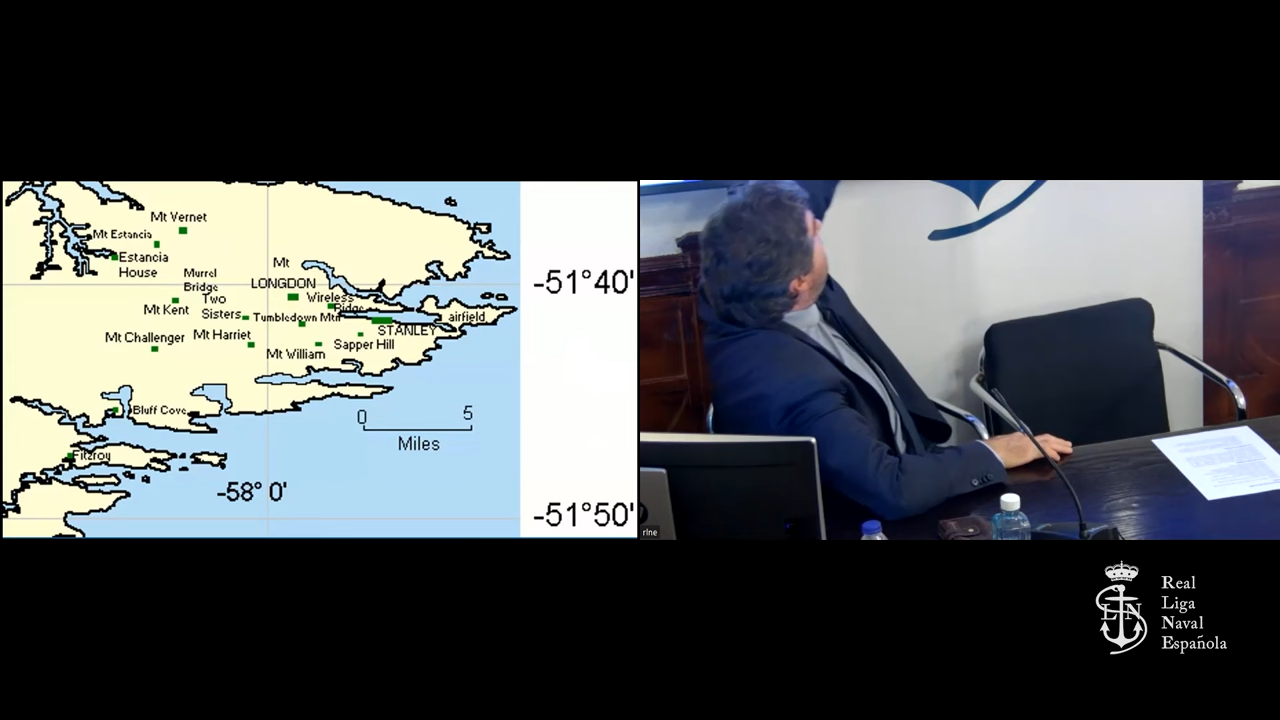 Mt Vernet
Mt Estancia
Estancia
House
Murrel
Bridge
Mt
LONGDON
Two
Sisters
Wireless
Ridge
Mt Kent
Tumbledown Mtn
airfield
STANLEY
Mt Challenger
Mt Harriet
Sapper Hill
Mt William
Bluff Cove
Fitzroy
0
5
Miles
-58° 0'
-51°40'
-51°50'
rine
LN
Real
Liga
Naval
Española